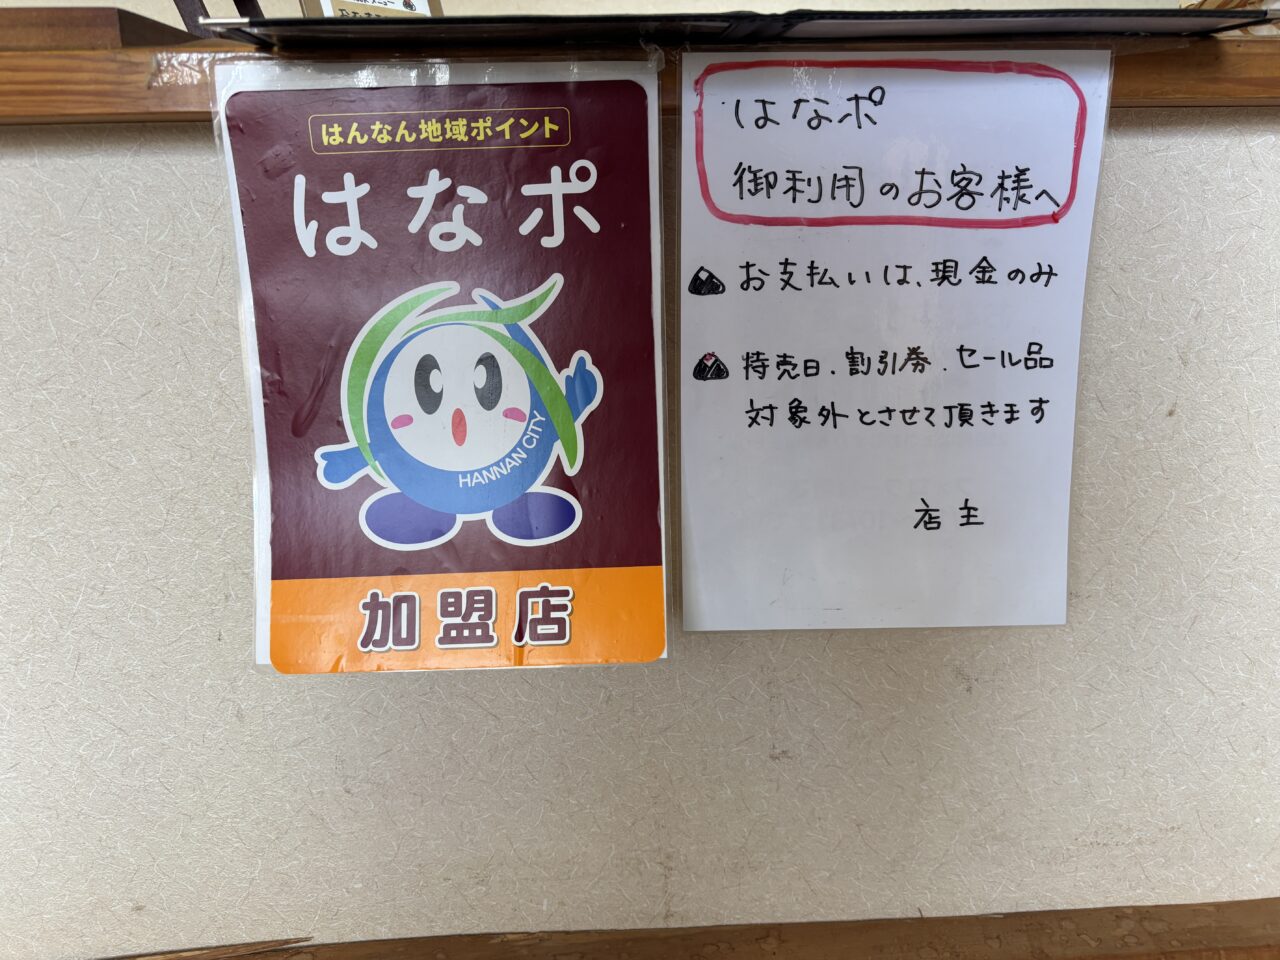 はんなん地域ポイント
はなポ
HANNAN CITY
加盟店
はなポ
御利用のお客様へ
お支払いは、現金のみ
特売日、割引券、セール品
対象外とさせて頂きます
店主